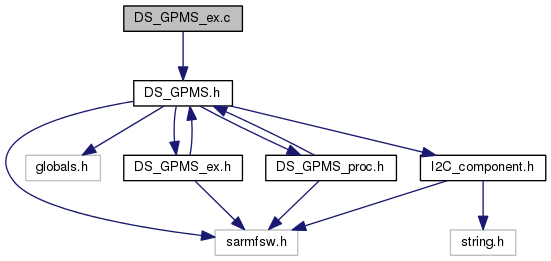 DS_GPMS_ex.c
DS_GPMS.h
globals.h
DS_GPMS_ex.h
DS_GPMS_proc.h
I2C_component.h
sarmfsw.h
string.h